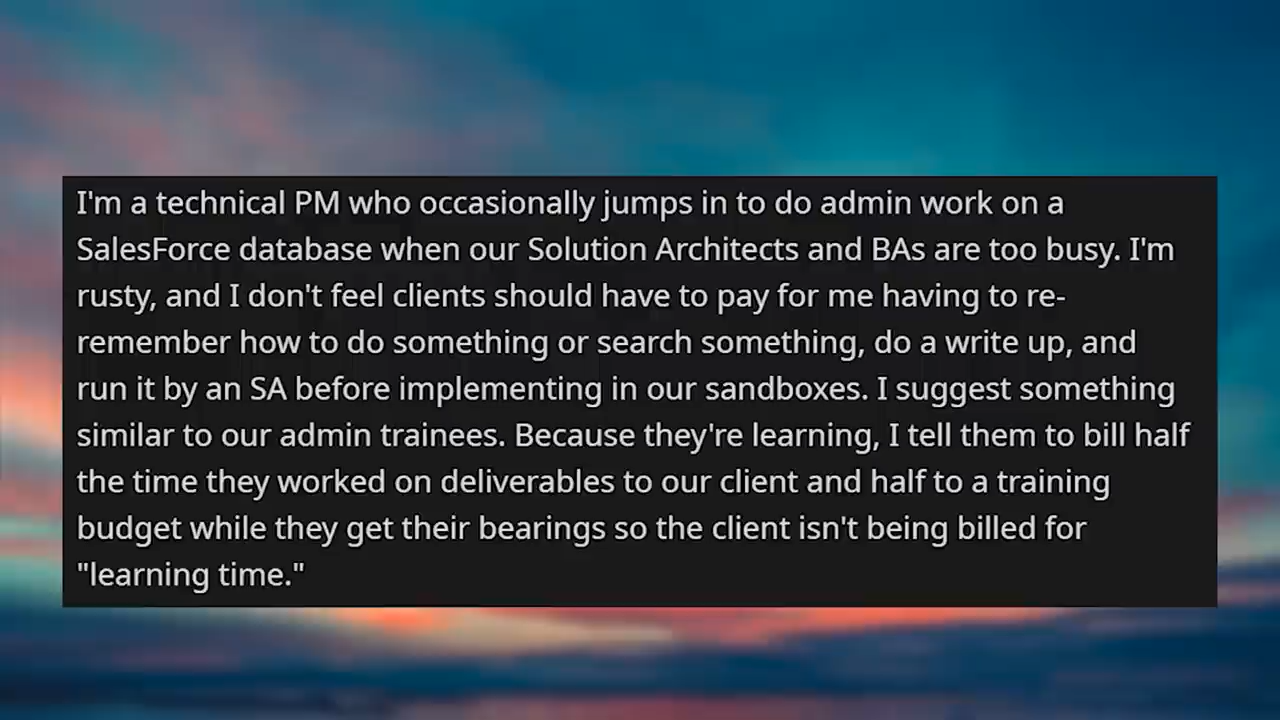 I'm a technical PM who occasionally jumps in to do admin work on a
SalesForce database when our Solution Architects and BAs are too busy. I'm
rusty, and I don't feel clients should have to pay for me having to re-
remember how to do something or search something, do a write up, and
run it by an SA before implementing in our sandboxes. I suggest something
similar to our admin trainees. Because they're learning, I tell them to bill half
the time they worked on deliverables to our client and half to a training
budget while they get their bearings so the client isn't being billed for
"learning time."